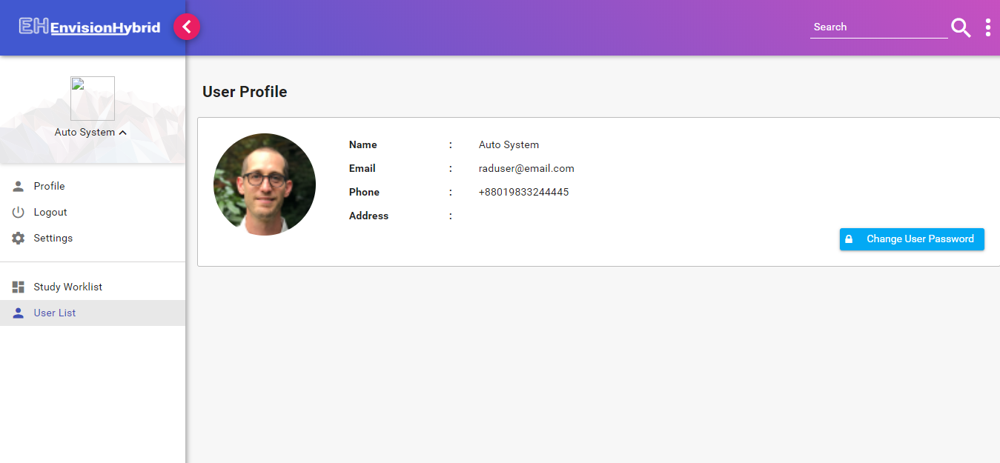 EH EnvisionHybrid
Search
Auto System
Profile
Logout
Settings
Study Worklist
User List
User Profile
Name : Auto System
Email : raduser@email.com
Phone : +88019833244445
Address :
Change User Password